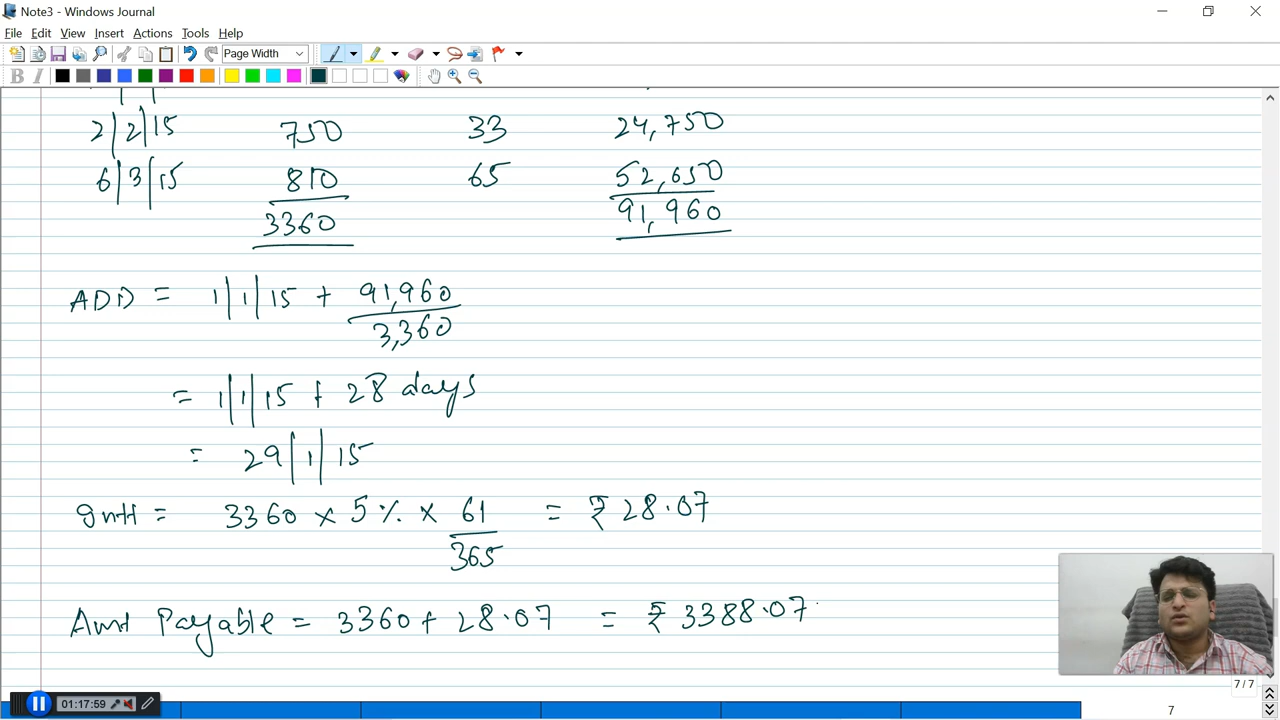 Note3 - Windows Journal
File Edit View Insert Actions Tools Help
Page Width
B I
2|2|15 750 33 24,750
6|3|15 810 65 52,650
3360 91,960
ADD = 1|1|15 + 91,960
3,360
= 1|1|15 + 28 days
= 29|1|15
Intt = 3360 × 5% × 61 = ₹ 28.07
365
Amt Payable = 3360 + 28.07 = ₹ 3388.07
7/7
01:17:59
7